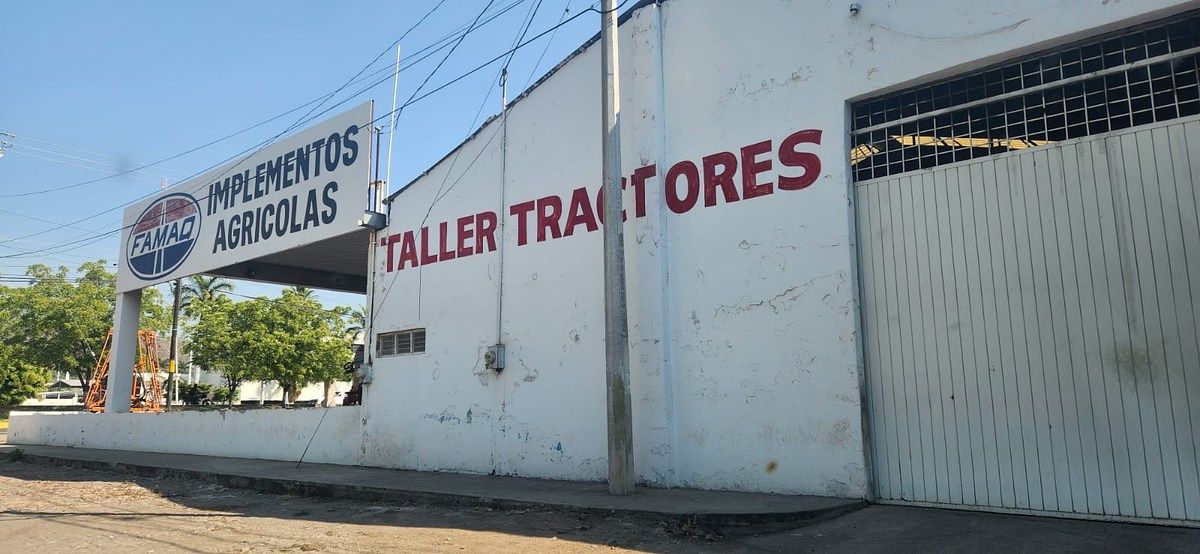 FAMAQ
IMPLEMENTOS
AGRICOLAS
TALLER TRACTORES